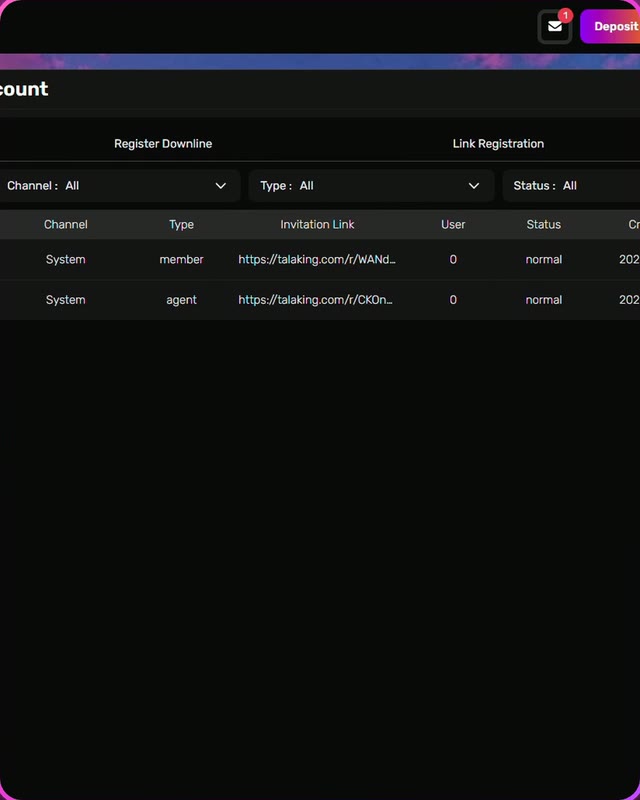 1
Deposit
count
Register Downline Link Registration
Channel : All Type : All Status : All
Channel Type Invitation Link User Status Cr
System member https://talaking.com/r/WANd... 0 normal 202
System agent https://talaking.com/r/CKOn... 0 normal 202